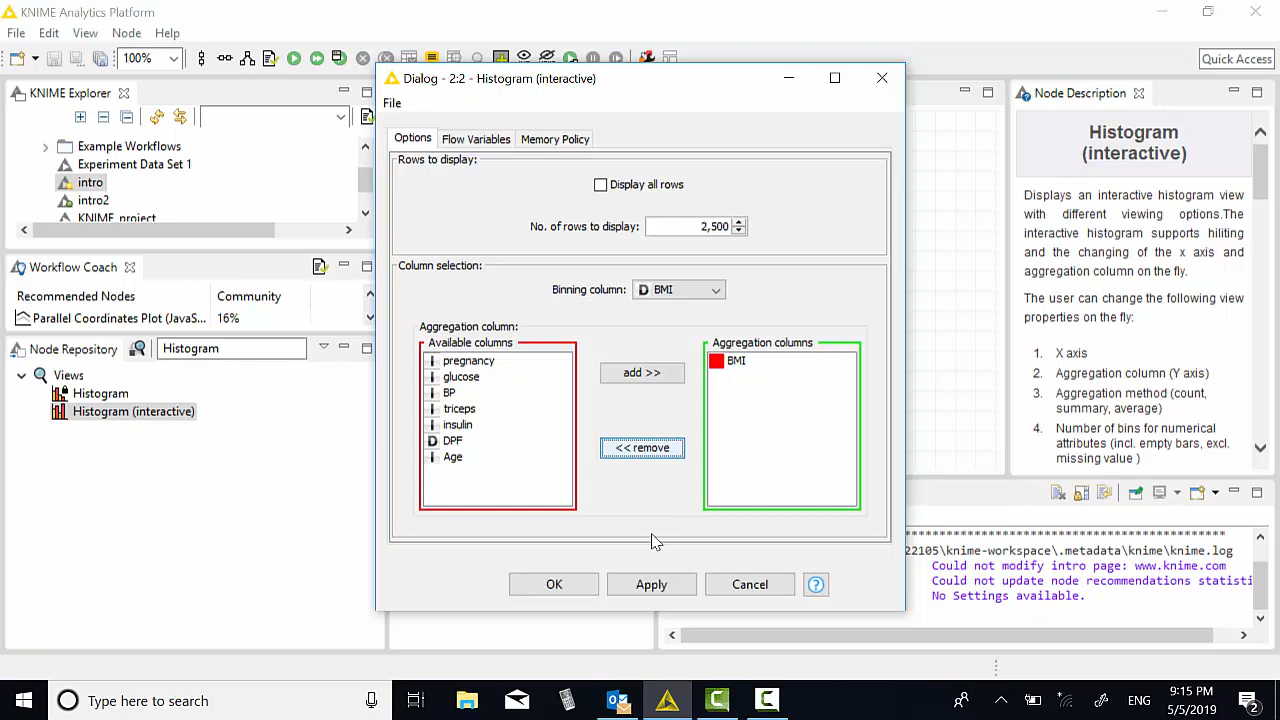 KNIME Analytics Platform
File Edit View Node Help
100%
Quick Access
KNIME Explorer
Example Workflows
Experiment Data Set 1
intro
intro2
KNIME_project
Workflow Coach
Recommended Nodes Community
Parallel Coordinates Plot (JavaS... 16%
Node Repository Histogram
Views
Histogram
Histogram (interactive)
Dialog - 2:2 - Histogram (interactive)
File
Options Flow Variables Memory Policy
Rows to display:
Display all rows
No. of rows to display: 2,500
Column selection:
Binning column: D BMI
Aggregation column:
Available columns
I pregnancy
I glucose
I BP
I triceps
I insulin
D DPF
I Age
add >>
<< remove
Aggregation columns
BMI
OK Apply Cancel ?
Node Description
Histogram
(interactive)
Displays an interactive histogram view
with different viewing options.The
interactive histogram supports hiliting
and the changing of the x axis and
aggregation column on the fly.
The user can change the following view
properties on the fly:
1. X axis
2. Aggregation column (Y axis)
3. Aggregation method (count,
summary, average)
4. Number of bins for numerical
attributes (incl. empty bars, excl.
missing value )
*******************************************
22105\knime-workspace\.metadata\knime\knime.log
Could not modify intro page: www.knime.com
Could not update node recommendations statisti
No Settings available.
Type here to search
ENG
9:15 PM
5/5/2019
2